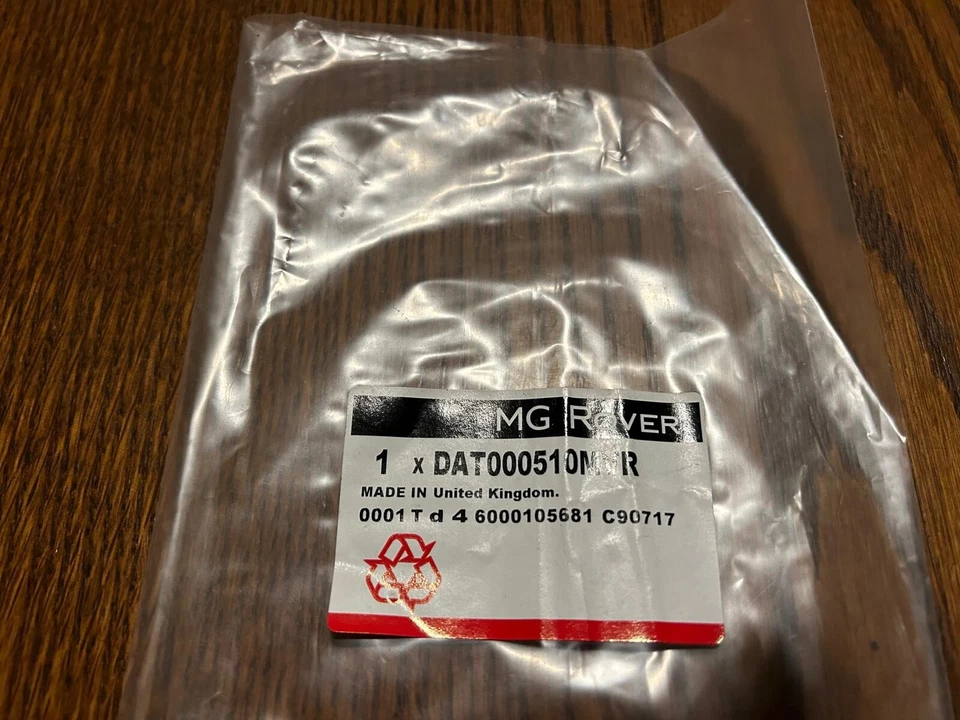 MG ROVER
1 x
MADE IN United Kingdom.
0001 T d 4 6000105681 C90717